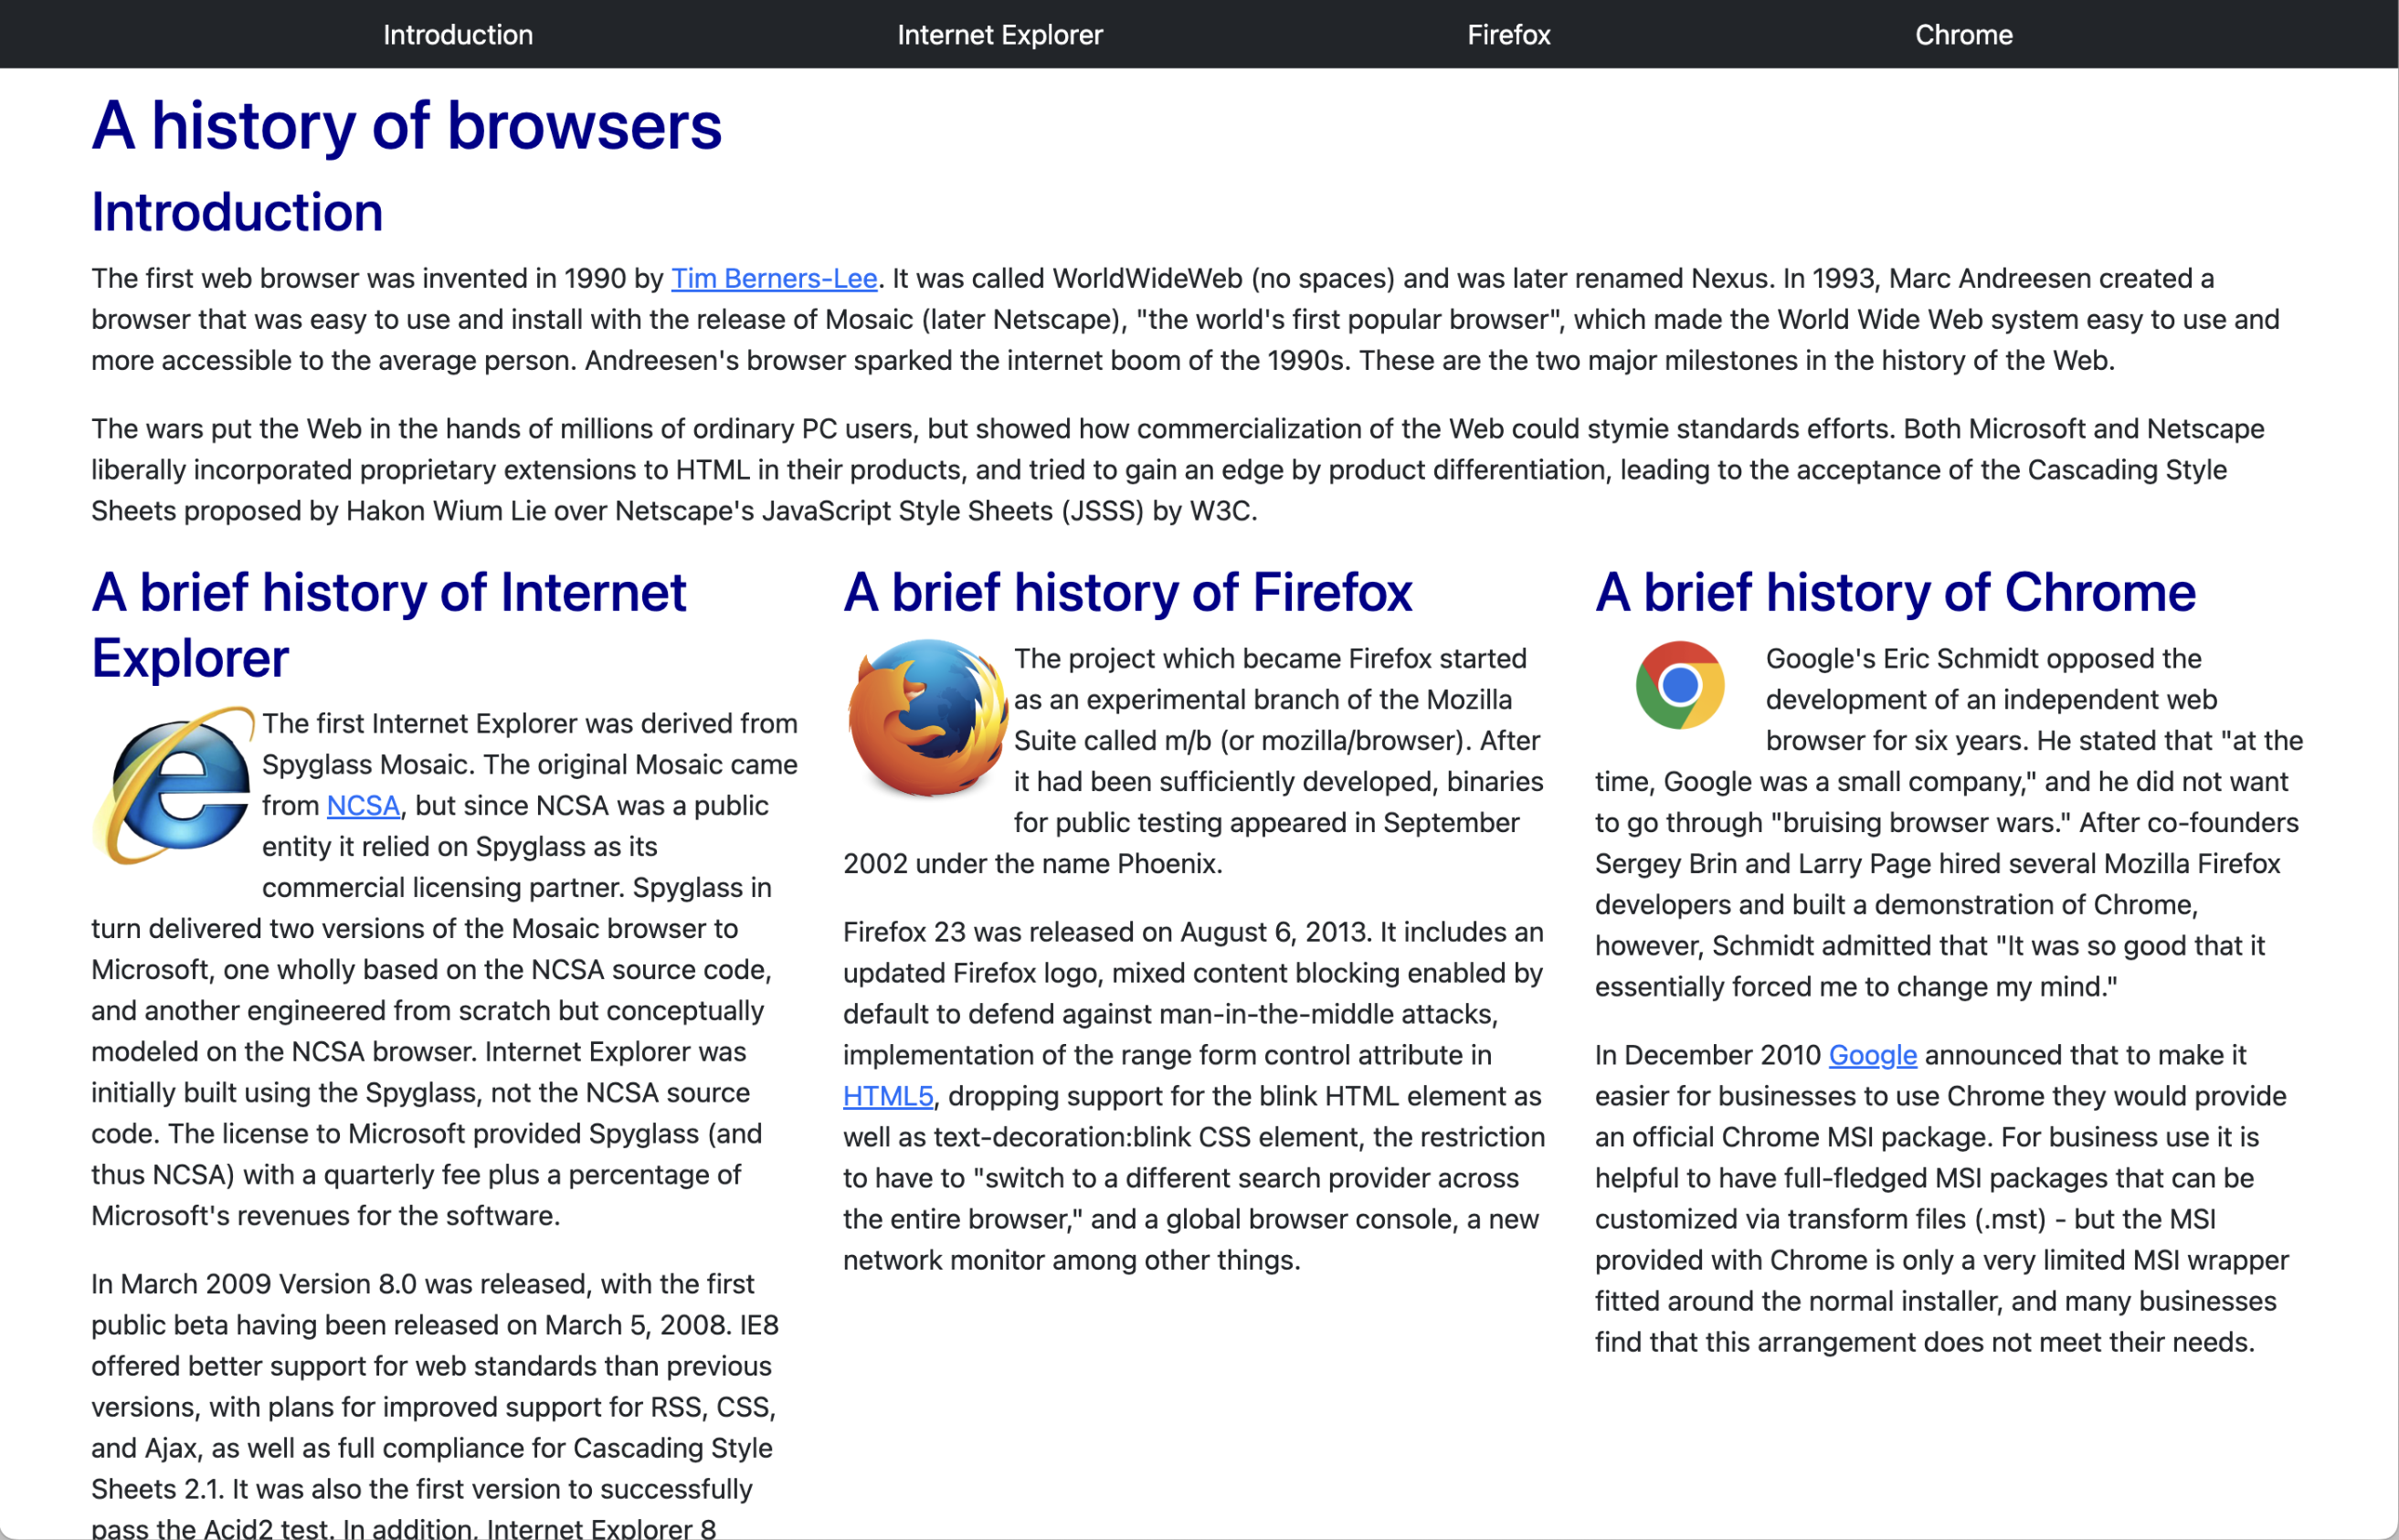 Introduction
Internet Explorer
Firefox
Chrome
A history of browsers
Introduction
The first web browser was invented in 1990 by Tim Berners-Lee. It was called WorldWideWeb (no spaces) and was later renamed Nexus. In 1993, Marc Andreesen created a
browser that was easy to use and install with the release of Mosaic (later Netscape), "the world's first popular browser", which made the World Wide Web system easy to use and
more accessible to the average person. Andreesen's browser sparked the internet boom of the 1990s. These are the two major milestones in the history of the Web.
The wars put the Web in the hands of millions of ordinary PC users, but showed how commercialization of the Web could stymie standards efforts. Both Microsoft and Netscape
liberally incorporated proprietary extensions to HTML in their products, and tried to gain an edge by product differentiation, leading to the acceptance of the Cascading Style
Sheets proposed by Hakon Wium Lie over Netscape's JavaScript Style Sheets (JSSS) by W3C.
A brief history of Internet
Explorer
The first Internet Explorer was derived from
Spyglass Mosaic. The original Mosaic came
from NCSA, but since NCSA was a public
entity it relied on Spyglass as its
commercial licensing partner. Spyglass in
turn delivered two versions of the Mosaic browser to
Microsoft, one wholly based on the NCSA source code,
and another engineered from scratch but conceptually
modeled on the NCSA browser. Internet Explorer was
initially built using the Spyglass, not the NCSA source
code. The license to Microsoft provided Spyglass (and
thus NCSA) with a quarterly fee plus a percentage of
Microsoft's revenues for the software.
In March 2009 Version 8.0 was released, with the first
public beta having been released on March 5, 2008. IE8
offered better support for web standards than previous
versions, with plans for improved support for RSS, CSS,
and Ajax, as well as full compliance for Cascading Style
Sheets 2.1. It was also the first version to successfully
pass the Acid2 test. In addition, Internet Explorer 8
A brief history of Firefox
The project which became Firefox started
as an experimental branch of the Mozilla
Suite called m/b (or mozilla/browser). After
it had been sufficiently developed, binaries
for public testing appeared in September
2002 under the name Phoenix.
Firefox 23 was released on August 6, 2013. It includes an
updated Firefox logo, mixed content blocking enabled by
default to defend against man-in-the-middle attacks,
implementation of the range form control attribute in
HTML5, dropping support for the blink HTML element as
well as text-decoration:blink CSS element, the restriction
to have to "switch to a different search provider across
the entire browser," and a global browser console, a new
network monitor among other things.
A brief history of Chrome
Google's Eric Schmidt opposed the
development of an independent web
browser for six years. He stated that "at the
time, Google was a small company," and he did not want
to go through "bruising browser wars." After co-founders
Sergey Brin and Larry Page hired several Mozilla Firefox
developers and built a demonstration of Chrome,
however, Schmidt admitted that "It was so good that it
essentially forced me to change my mind."
In December 2010 Google announced that to make it
easier for businesses to use Chrome they would provide
an official Chrome MSI package. For business use it is
helpful to have full-fledged MSI packages that can be
customized via transform files (.mst) - but the MSI
provided with Chrome is only a very limited MSI wrapper
fitted around the normal installer, and many businesses
find that this arrangement does not meet their needs.